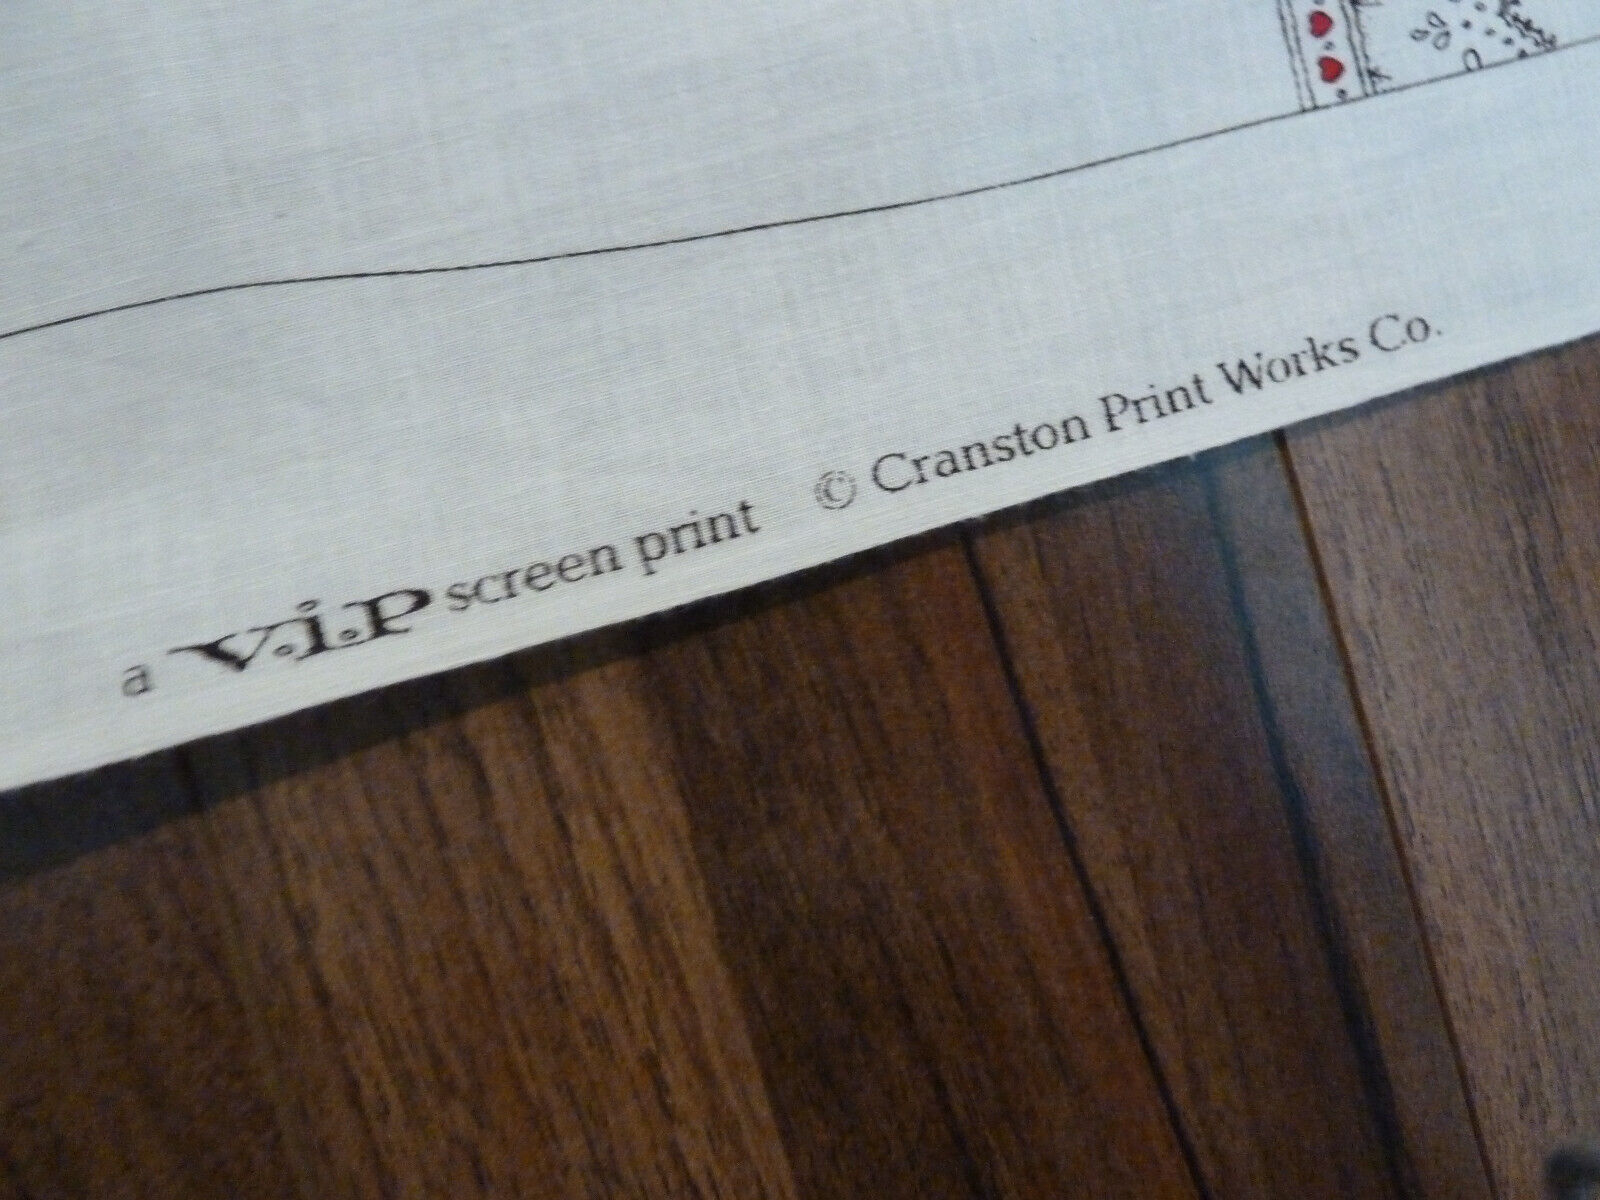 a V.i.P screen print © Cranston Print Works Co.